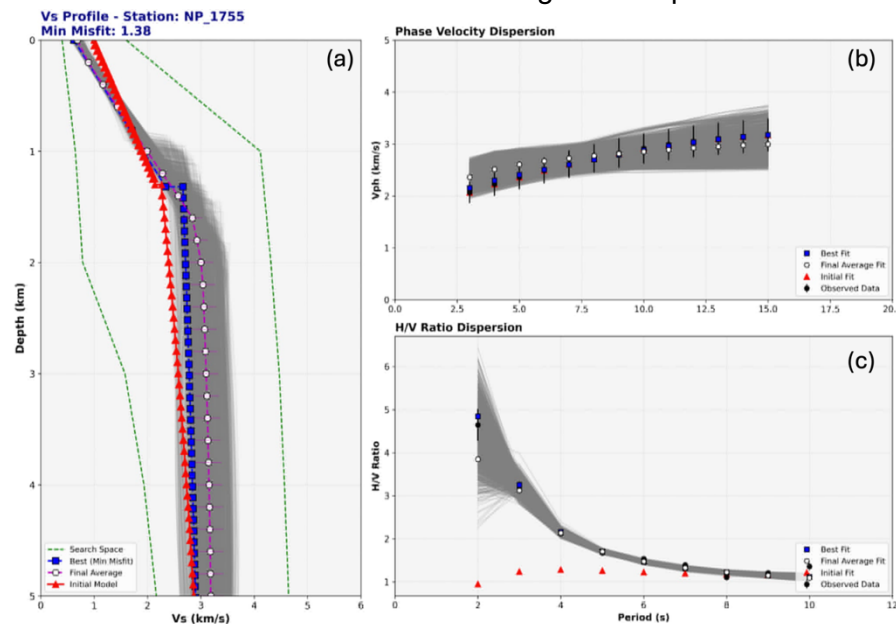 Vs Profile - Station: NP_1755
Min Misfit: 1.38
(a)
0
1
2
3
4
5
Depth (km)
Search Space
Best (Min Misfit)
Final Average
Initial Model
0
1
2
3
4
5
6
Vs (km/s)
Phase Velocity Dispersion
(b)
5
4
3
2
1
0
Vph (km/s)
Best Fit
Final Average Fit
Initial Fit
Observed Data
0.0
2.5
5.0
7.5
10.0
12.5
15.0
17.5
20.
H/V Ratio Dispersion
(c)
6
5
4
3
2
1
H/V Ratio
Best Fit
Final Average Fit
Initial Fit
Observed Data
0
2
4
6
8
10
12
Period (s)